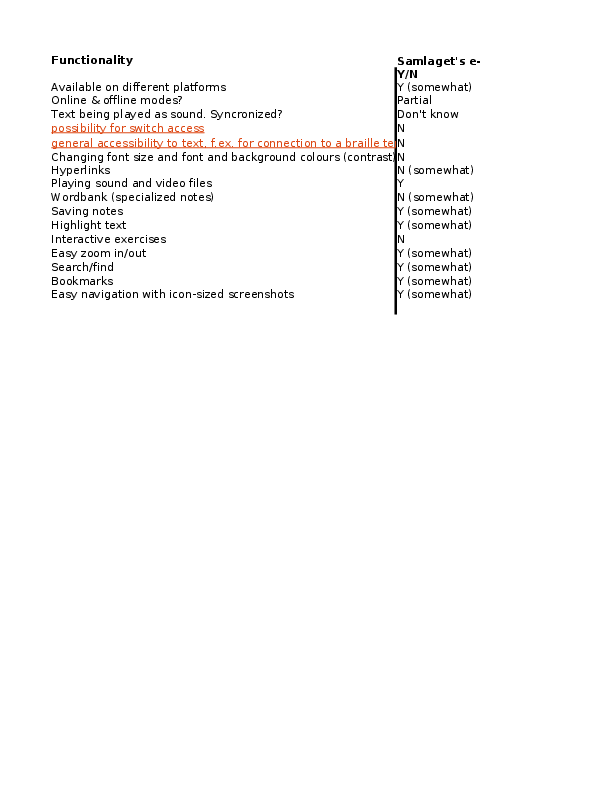 Functionality Samlaget's e-
Y/N
Available on different platforms Y (somewhat)
Online & offline modes? Partial
Text being played as sound. Syncronized? Don't know
possibility for switch access N
general accessibility to text, f.ex. for connection to a braille te N
Changing font size and font and background colours (contrast) N
Hyperlinks N (somewhat)
Playing sound and video files Y
Wordbank (specialized notes) N (somewhat)
Saving notes Y (somewhat)
Highlight text Y (somewhat)
Interactive exercises N
Easy zoom in/out Y (somewhat)
Search/find Y (somewhat)
Bookmarks Y (somewhat)
Easy navigation with icon-sized screenshots Y (somewhat)